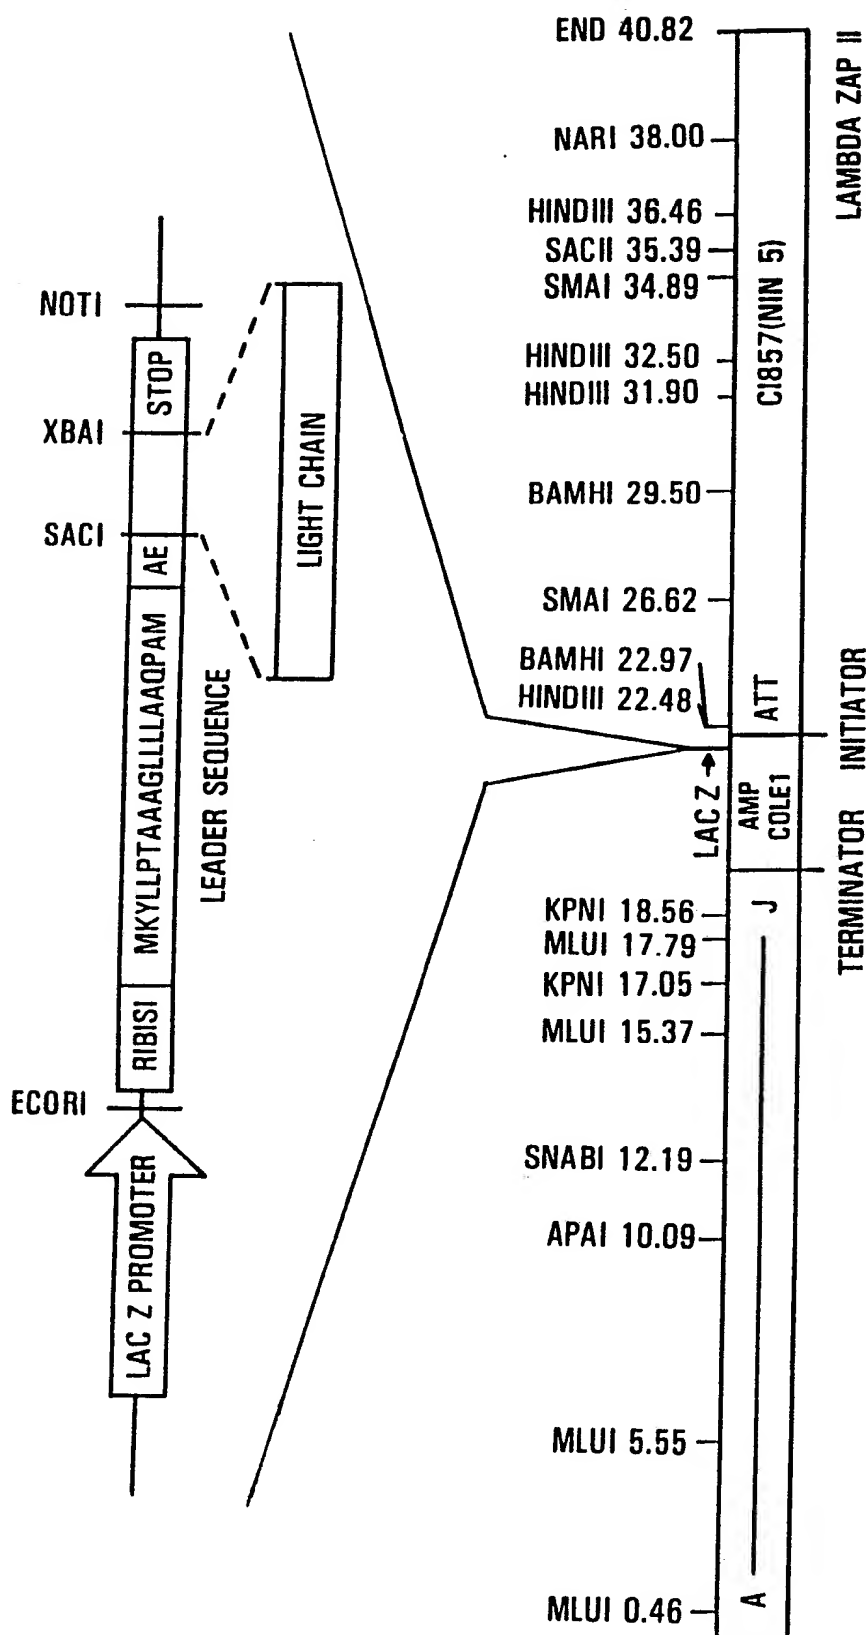 NOTI
STOP
XBAI
SACI
AE
MKYLLPTAAAGLLLLAAQPAM
LEADER SEQUENCE
RIBISI
ECORI
LAC Z PROMOTER
LIGHT CHAIN
END 40.82
NARI 38.00
HINDIII 36.46
SACII 35.39
SMAI 34.89
HINDIII 32.50
HINDIII 31.90
BAMHI 29.50
SMAI 26.62
BAMHI 22.97
HINDIII 22.48
LAC Z
KPNI 18.56
MLUI 17.79
KPNI 17.05
MLUI 15.37
SNABI 12.19
APAI 10.09
MLUI 5.55
MLUI 0.46
CI857(NIN 5)
ATT
AMP
COLE1
J
A
LAMBDA ZAP II
INITIATOR
TERMINATOR